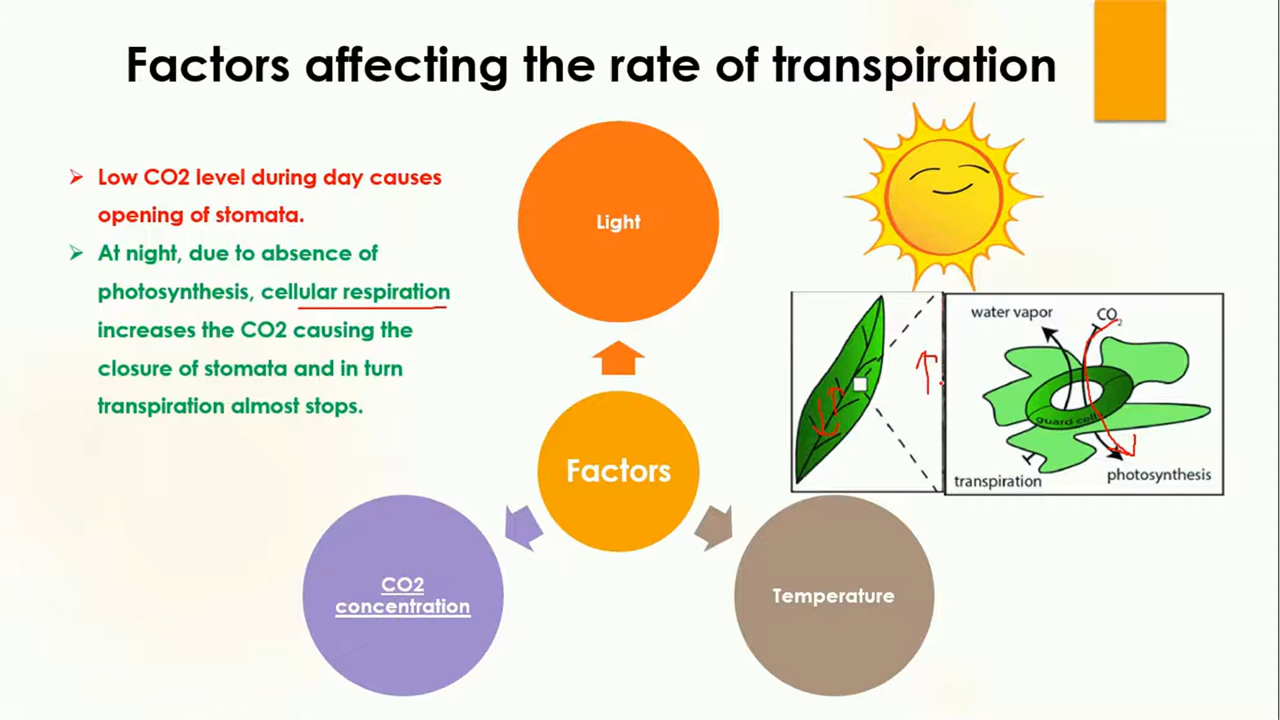 Factors affecting the rate of transpiration
Low CO2 level during day causes
opening of stomata.
At night, due to absence of
photosynthesis, cellular respiration
increases the CO2 causing the
closure of stomata and in turn
transpiration almost stops.
Light
Factors
CO2
concentration
Temperature
water vapor
CO2
guard cell
transpiration
photosynthesis